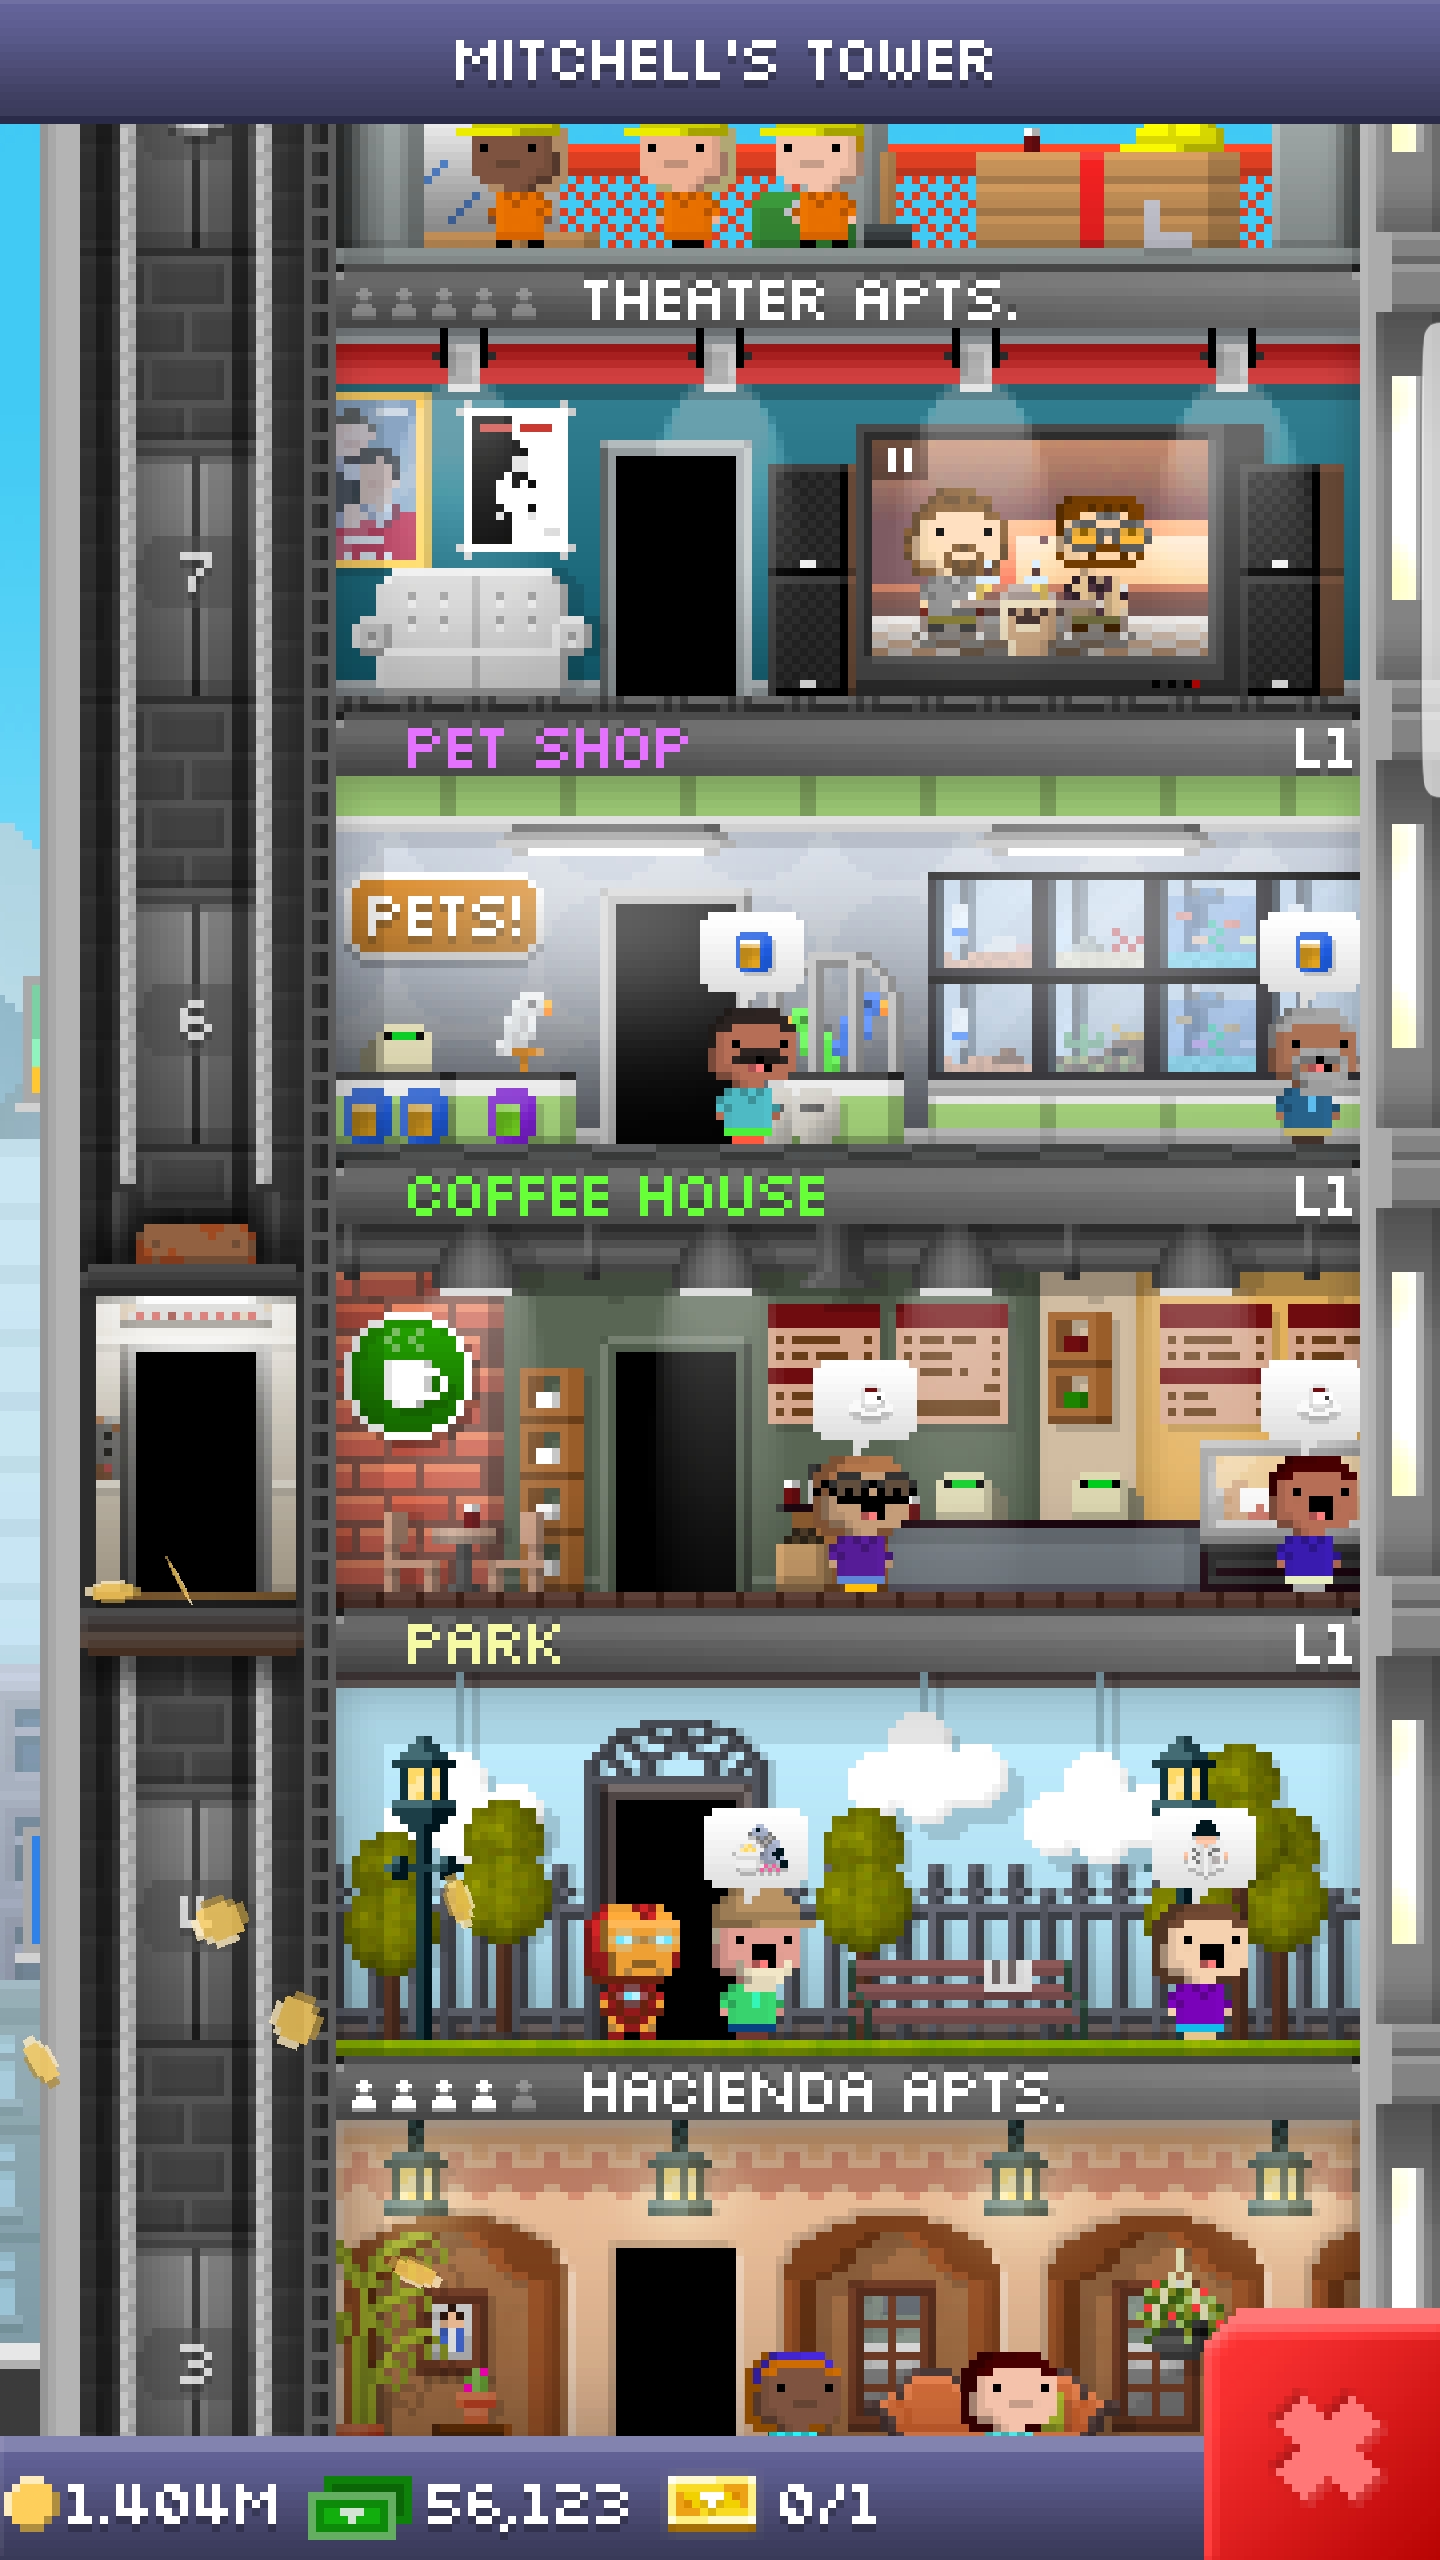 MITCHELL'S TOWER
THEATER APTS.
7
PET SHOP L1
PETS!
6
COFFEE HOUSE L1
PARK L1
4
HACIENDA APTS.
3
1.404M 56,123 0/1